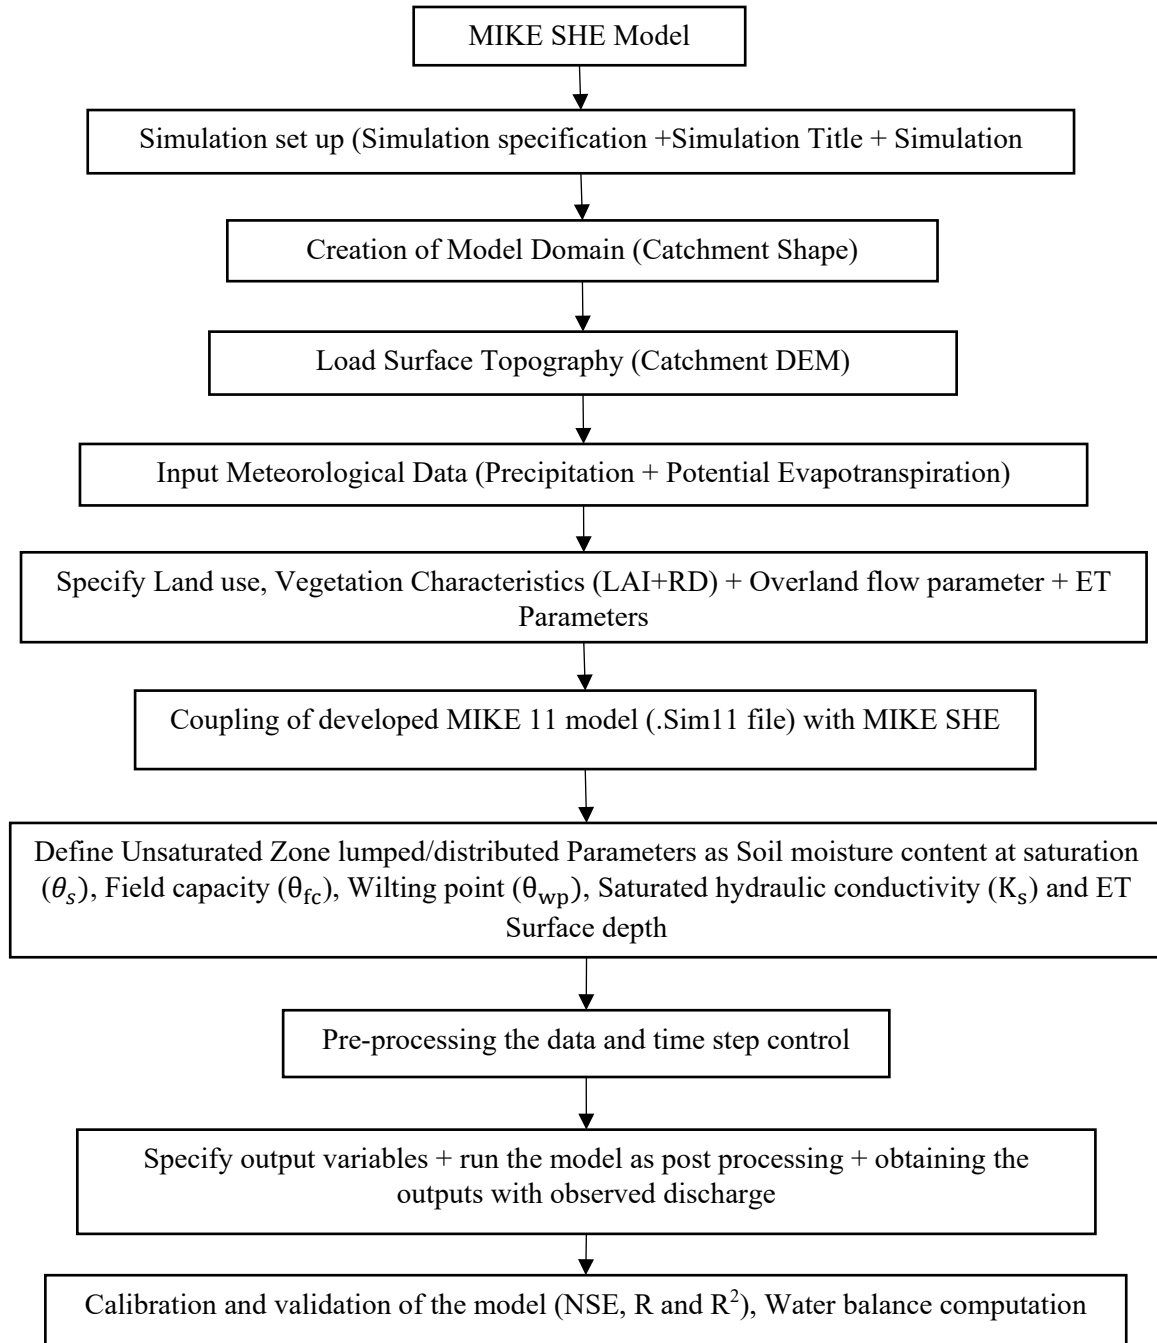 MIKE SHE Model
Simulation set up (Simulation specification +Simulation Title + Simulation
Creation of Model Domain (Catchment Shape)
Load Surface Topography (Catchment DEM)
Input Meteorological Data (Precipitation + Potential Evapotranspiration)
Specify Land use, Vegetation Characteristics (LAI+RD) + Overland flow parameter + ET
Parameters
Coupling of developed MIKE 11 model (.Sim11 file) with MIKE SHE
Define Unsaturated Zone lumped/distributed Parameters as Soil moisture content at saturation
(θₛ), Field capacity (θ_fc), Wilting point (θ_wp), Saturated hydraulic conductivity (Kₛ) and ET
Surface depth
Pre-processing the data and time step control
Specify output variables + run the model as post processing + obtaining the
outputs with observed discharge
Calibration and validation of the model (NSE, R and R²), Water balance computation